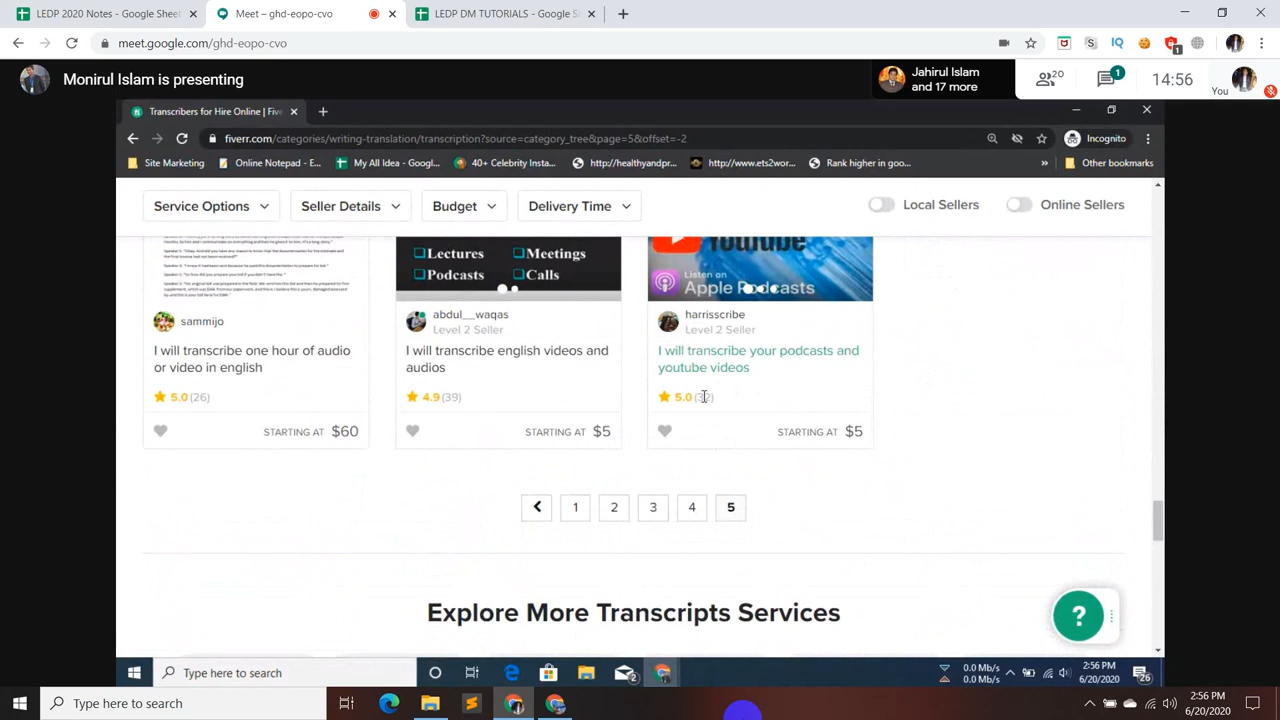 LEDP 2020 Notes - Google Sheet
Meet – ghd-eopo-cvo
LEDP DM TUTORIALS - Google S
meet.google.com/ghd-eopo-cvo
1
Monirul Islam is presenting
Jahirul Islam
and 17 more
20
1
14:56
You
Transcribers for Hire Online | Five
fiverr.com/categories/writing-translation/transcription?source=category_tree&page=5&offset=-2
Incognito
Site Marketing
Online Notepad - E...
My All Idea - Googl...
40+ Celebrity Insta...
http://healthyandpr...
http://www.ets2wor...
Rank higher in goo...
Other bookmarks
Service Options
Seller Details
Budget
Delivery Time
Local Sellers
Online Sellers
Lectures
Meetings
Podcasts
Calls
Youtube
Listen on
Apple Podcasts
sammijo
I will transcribe one hour of audio
or video in english
5.0 (26)
STARTING AT $60
abdul__waqas
Level 2 Seller
I will transcribe english videos and
audios
4.9 (39)
STARTING AT $5
harrisscribe
Level 2 Seller
I will transcribe your podcasts and
youtube videos
5.0 (32)
STARTING AT $5
1 2 3 4 5
Explore More Transcripts Services
?
Type here to search
2
0.0 Mb/s
0.0 Mb/s
2:56 PM
6/20/2020
26
Type here to search
2:56 PM
6/20/2020